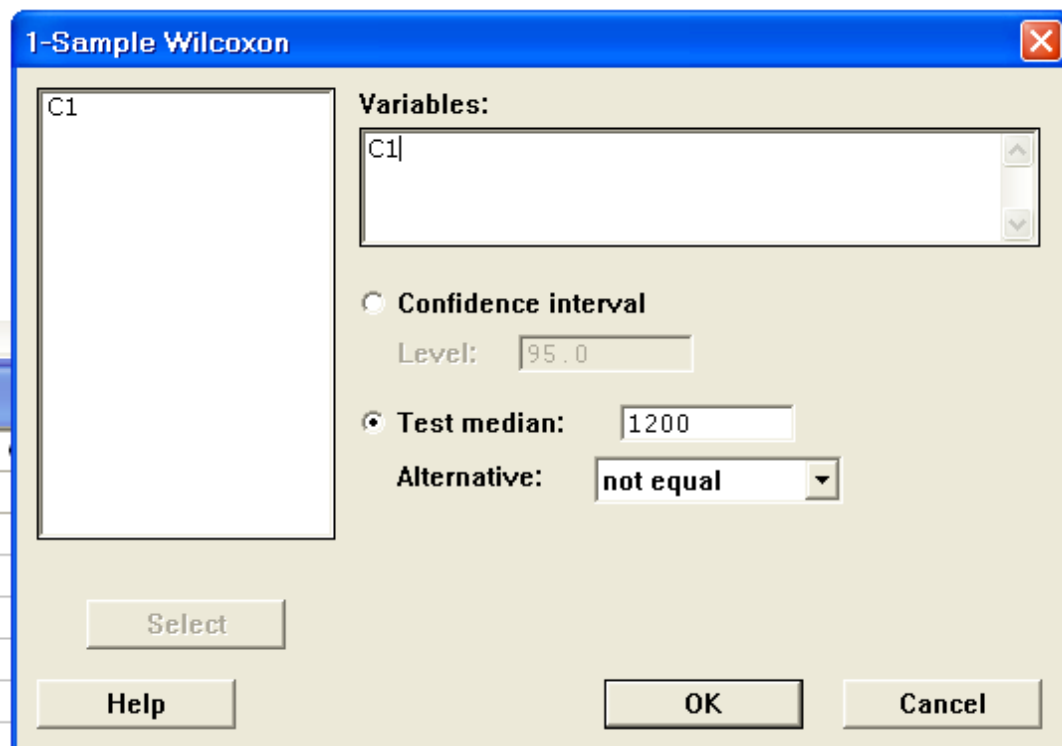 1-Sample Wilcoxon
C1
Variables:
C1
Confidence interval
Level: 95.0
Test median: 1200
Alternative: not equal
Select
Help OK Cancel